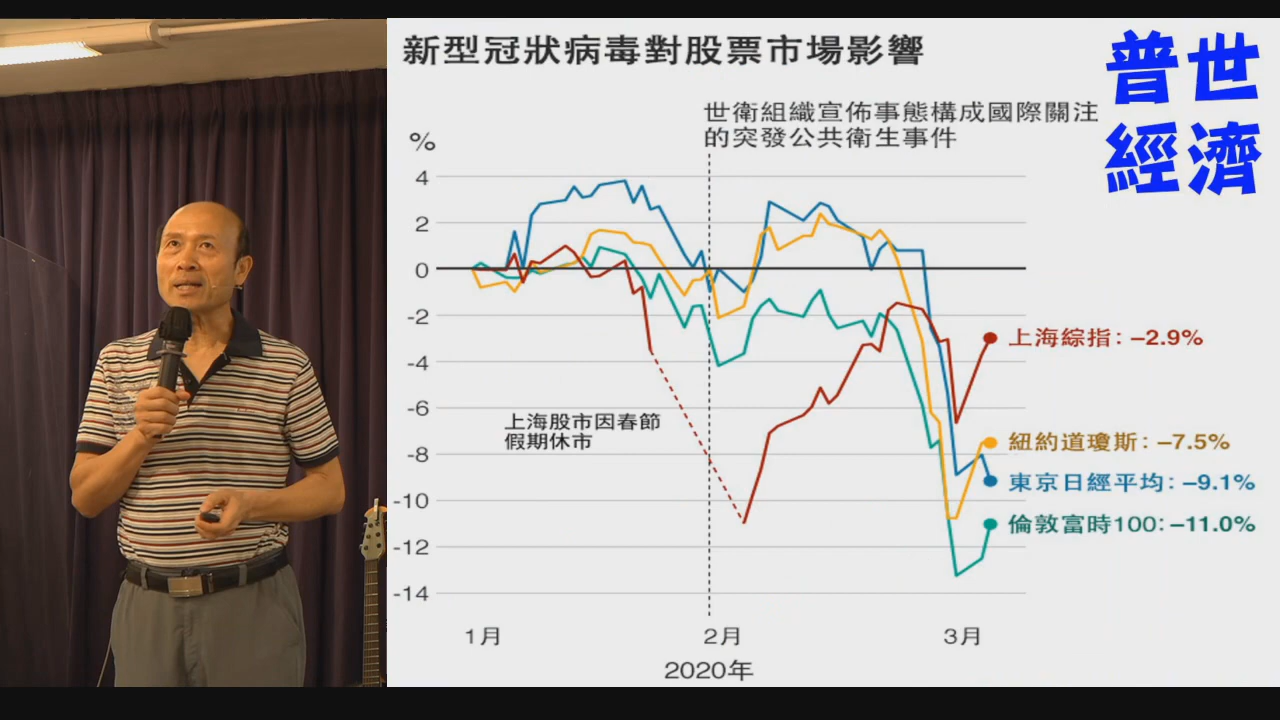 新型冠狀病毒對股票市場影響
普世
經濟
世衛組織宣佈事態構成國際關注
的突發公共衛生事件
%
4
2
0
-2
-4
-6
-8
-10
-12
-14
上海股市因春節
假期休市
上海綜指: –2.9%
紐約道瓊斯: –7.5%
東京日經平均: –9.1%
倫敦富時100: –11.0%
1月
2月
3月
2020年